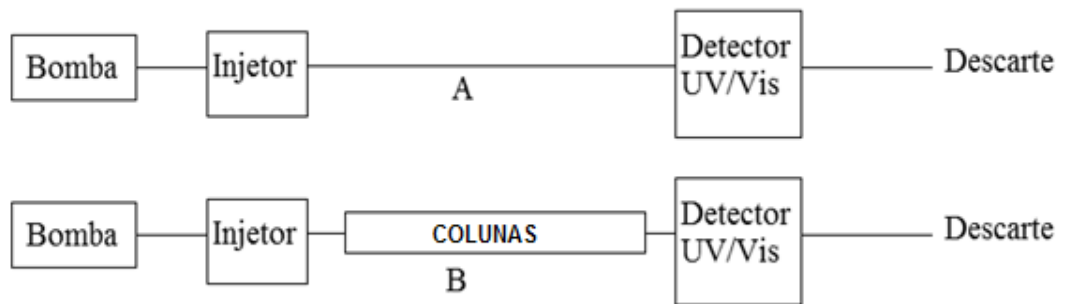 Bomba
Injetor
A
Detector
UV/Vis
Descarte
Bomba
Injetor
COLUNAS
B
Detector
UV/Vis
Descarte